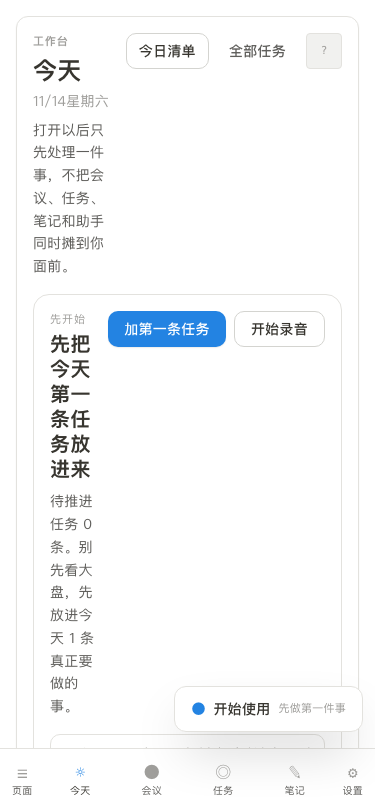 工作台
今天
11/14星期六
今日清单
全部任务
?
打开以后只
先处理一件
事，不把会
议、任务、
笔记和助手
同时摊到你
面前。
先开始
先把
今天
第一
条任
务放
进来
加第一条任务
开始录音
待推进
任务 0
条。别
先看大
盘，先
放进今
天 1 条
真正要
做的
事。
开始使用 先做第一件事
页面
今天
会议
任务
笔记
设置